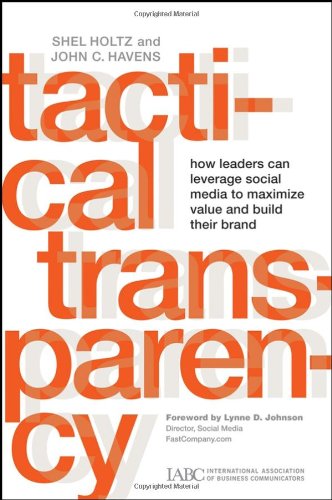 SHEL HOLTZ and
JOHN C. HAVENS
tacti-
cal
trans-
paren-
cy
how leaders can
leverage social
media to maximize
value and build
their brand
Foreword by Lynne D. Johnson
Director, Social Media
FastCompany.com
IABC INTERNATIONAL ASSOCIATION
OF BUSINESS COMMUNICATORS